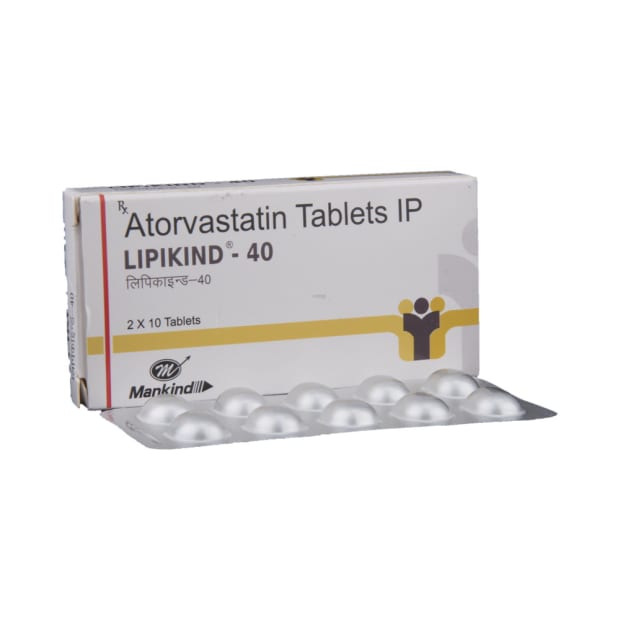 Rx
Atorvastatin Tablets IP
LIPIKIND® - 40
लिपिकाइन्ड–40
2 X 10 Tablets
M
Mankind